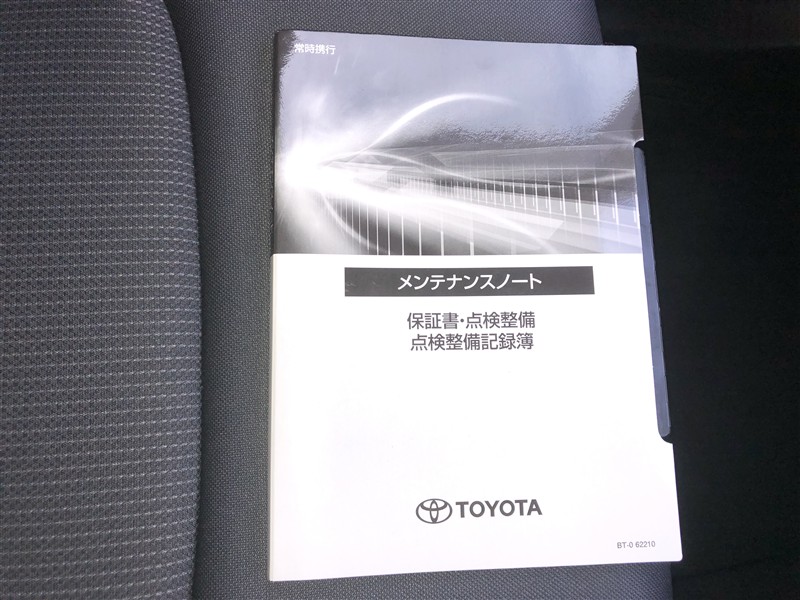 常時携行
メンテナンスノート
保証書・点検整備
点検整備記録簿
TOYOTA
BT-0 62210